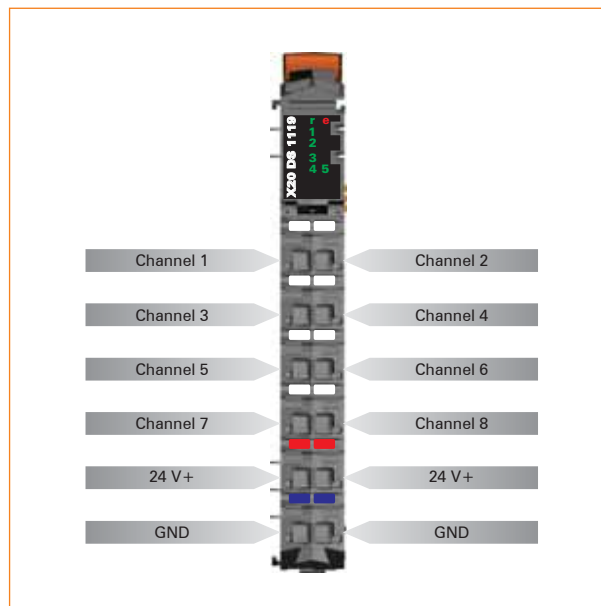 X20 DS 1119
r e
1
2
3
4 5
Channel 1 Channel 2
Channel 3 Channel 4
Channel 5 Channel 6
Channel 7 Channel 8
24 V+ 24 V+
GND GND